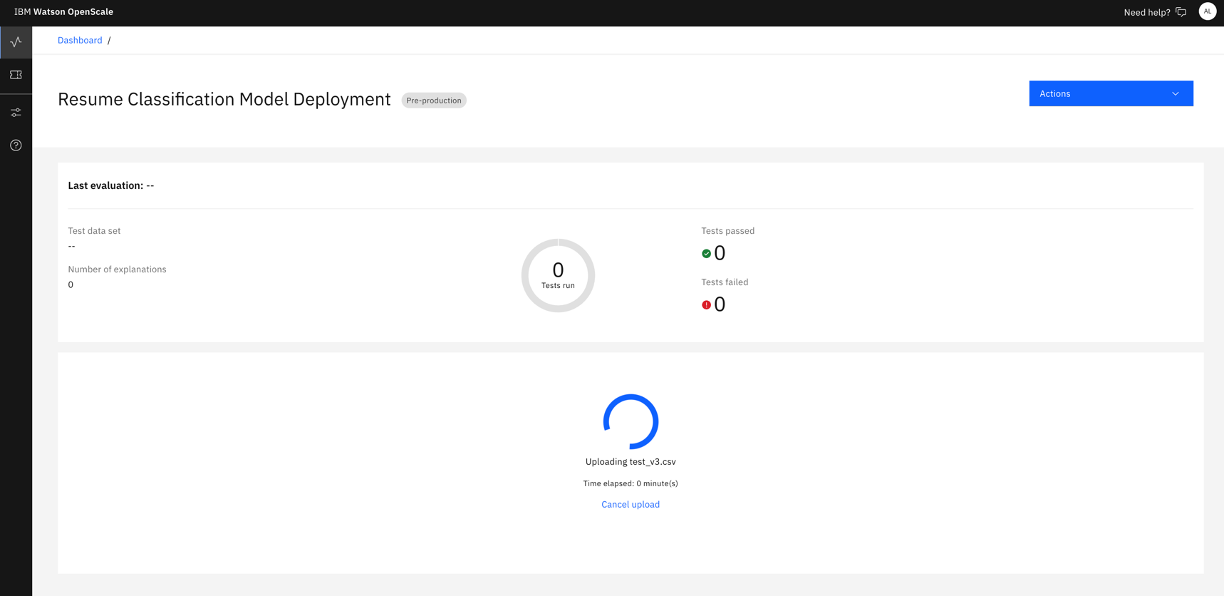 IBM Watson OpenScale
Need help?
AL
Dashboard /
Resume Classification Model Deployment
Pre-production
Actions
Last evaluation: --
Test data set
--
Number of explanations
0
0
Tests run
Tests passed
0
Tests failed
0
Uploading test_v3.csv
Time elapsed: 0 minute(s)
Cancel upload